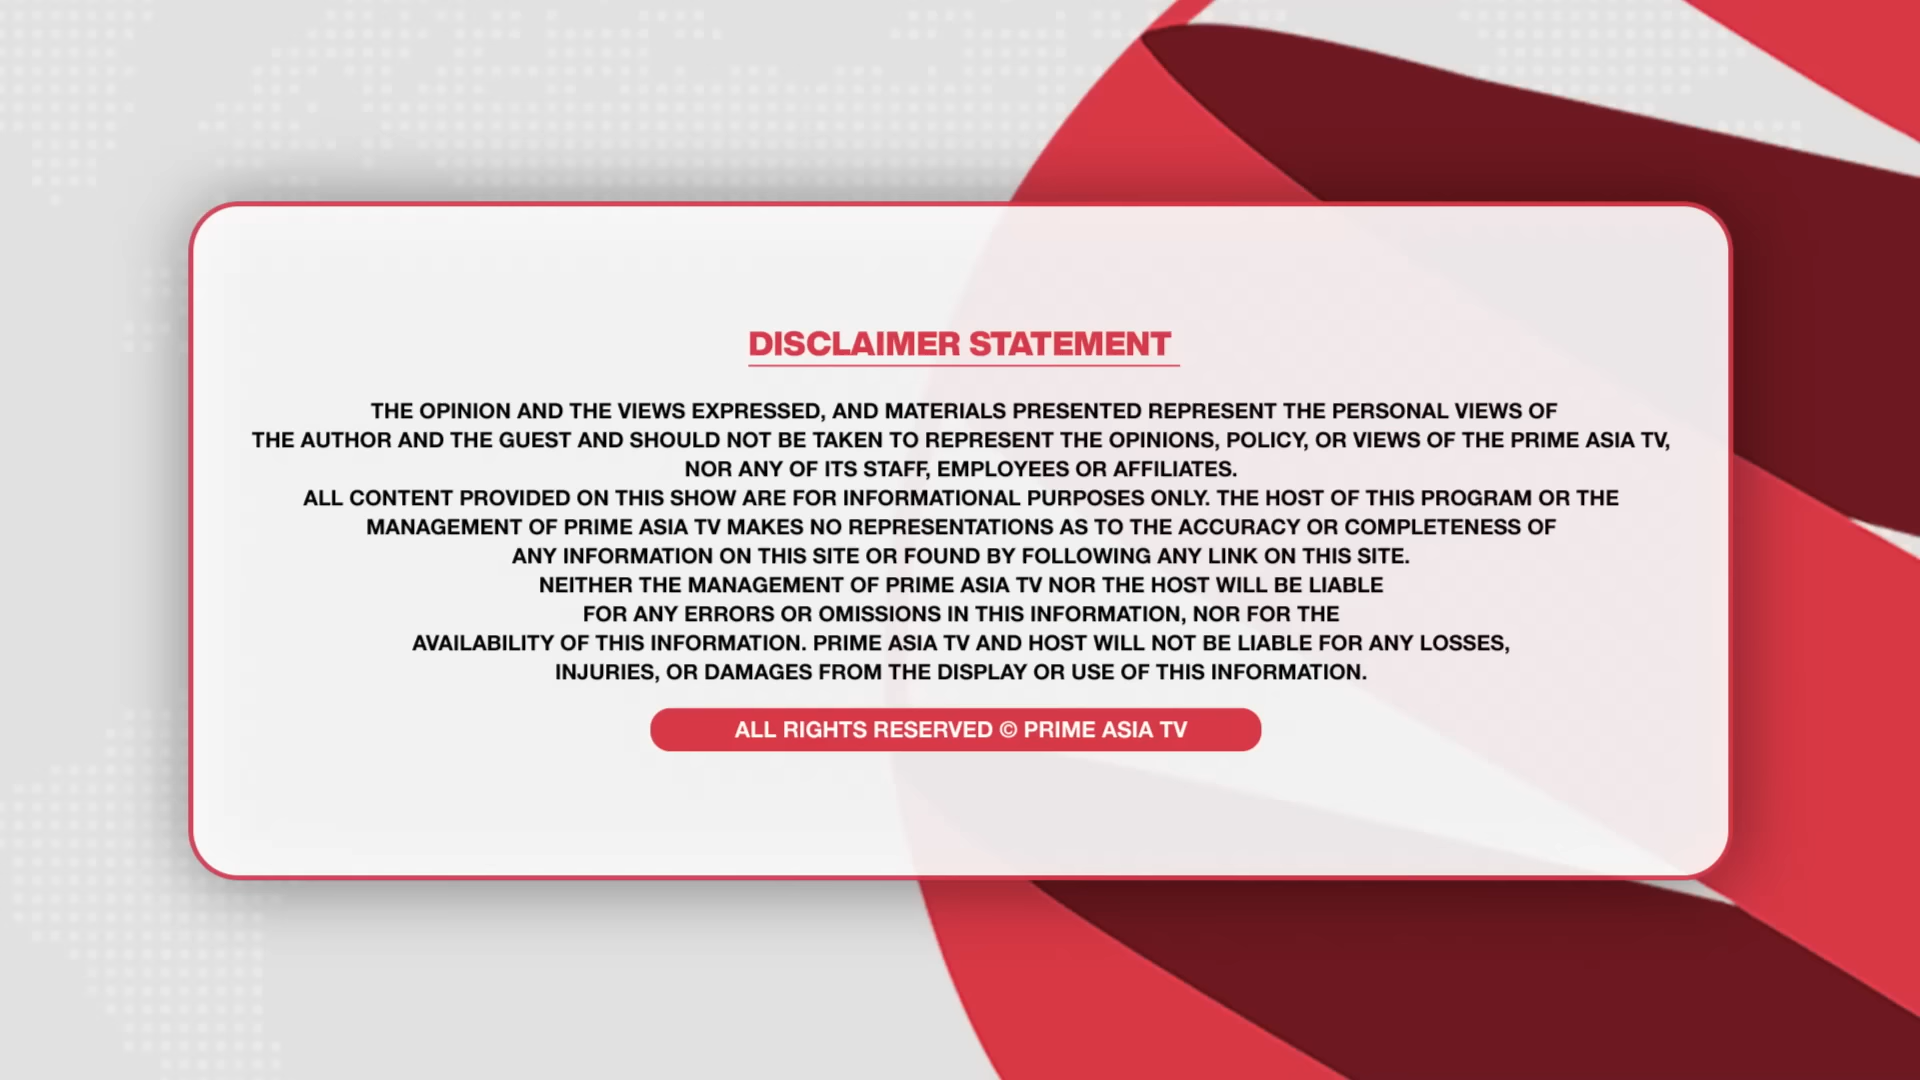 DISCLAIMER STATEMENT
THE OPINION AND THE VIEWS EXPRESSED, AND MATERIALS PRESENTED REPRESENT THE PERSONAL VIEWS OF
THE AUTHOR AND THE GUEST AND SHOULD NOT BE TAKEN TO REPRESENT THE OPINIONS, POLICY, OR VIEWS OF THE PRIME ASIA TV,
NOR ANY OF ITS STAFF, EMPLOYEES OR AFFILIATES.
ALL CONTENT PROVIDED ON THIS SHOW ARE FOR INFORMATIONAL PURPOSES ONLY. THE HOST OF THIS PROGRAM OR THE
MANAGEMENT OF PRIME ASIA TV MAKES NO REPRESENTATIONS AS TO THE ACCURACY OR COMPLETENESS OF
ANY INFORMATION ON THIS SITE OR FOUND BY FOLLOWING ANY LINK ON THIS SITE.
NEITHER THE MANAGEMENT OF PRIME ASIA TV NOR THE HOST WILL BE LIABLE
FOR ANY ERRORS OR OMISSIONS IN THIS INFORMATION, NOR FOR THE
AVAILABILITY OF THIS INFORMATION. PRIME ASIA TV AND HOST WILL NOT BE LIABLE FOR ANY LOSSES,
INJURIES, OR DAMAGES FROM THE DISPLAY OR USE OF THIS INFORMATION.
ALL RIGHTS RESERVED © PRIME ASIA TV